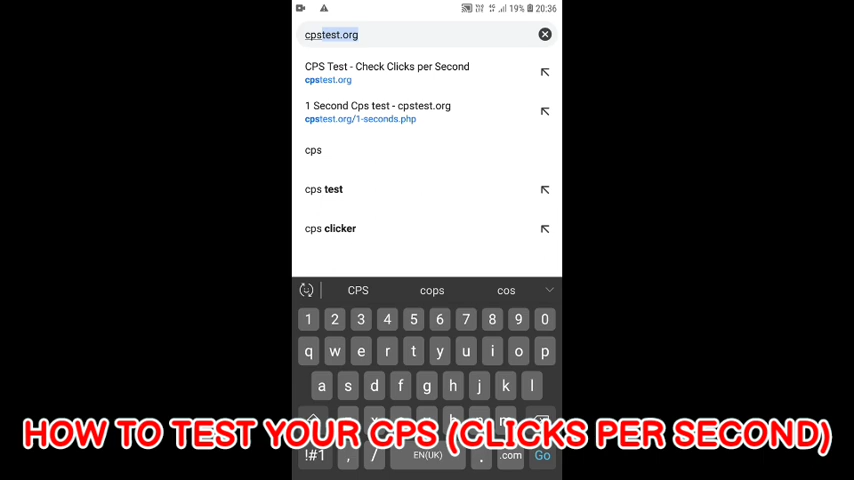 19% 20:36
cpstest.org
CPS Test - Check Clicks per Second
cpstest.org
1 Second Cps test - cpstest.org
cpstest.org/1-seconds.php
cps
cps test
cps clicker
CPS cops cos
1 2 3 4 5 6 7 8 9 0
q w e r t y u i o p
a s d f g h j k l
HOW TO TEST YOUR CPS (CLICKS PER SECOND)
!#1 , / EN(UK) . .com Go